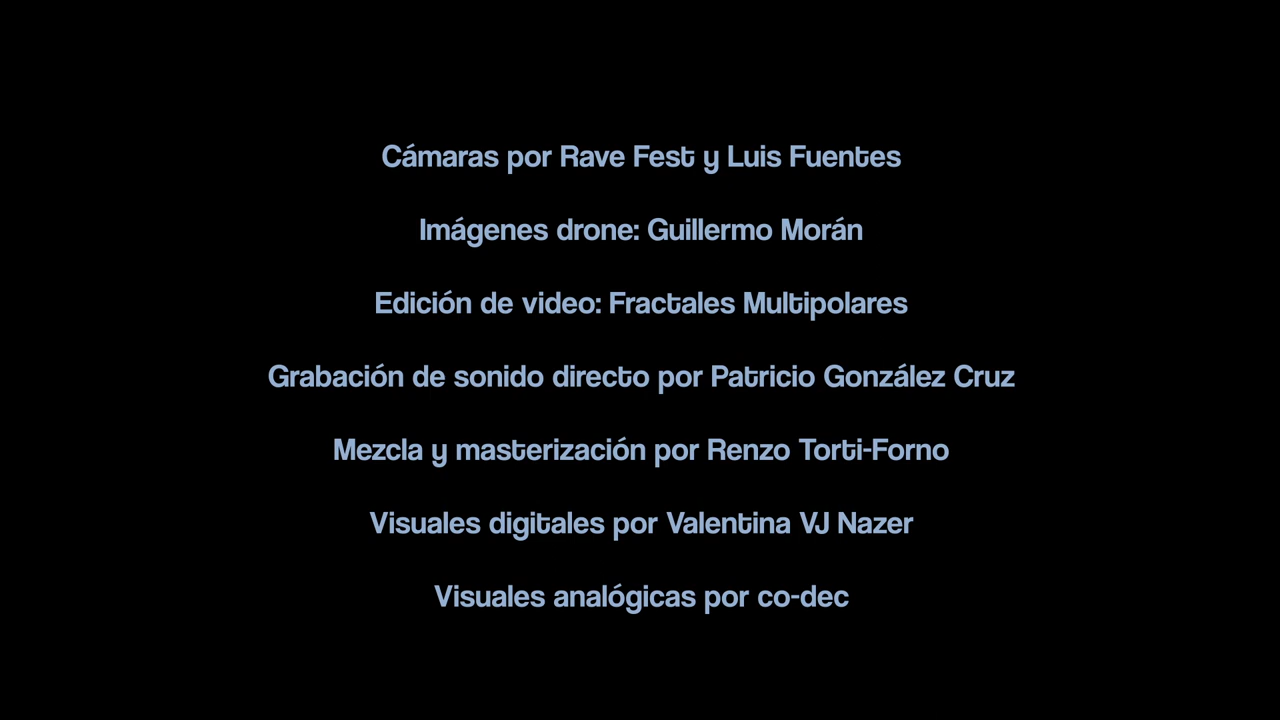 Cámaras por Rave Fest y Luis Fuentes
Imágenes drone: Guillermo Morán
Edición de video: Fractales Multipolares
Grabación de sonido directo por Patricio González Cruz
Mezcla y masterización por Renzo Torti-Forno
Visuales digitales por Valentina VJ Nazer
Visuales analógicas por co-dec